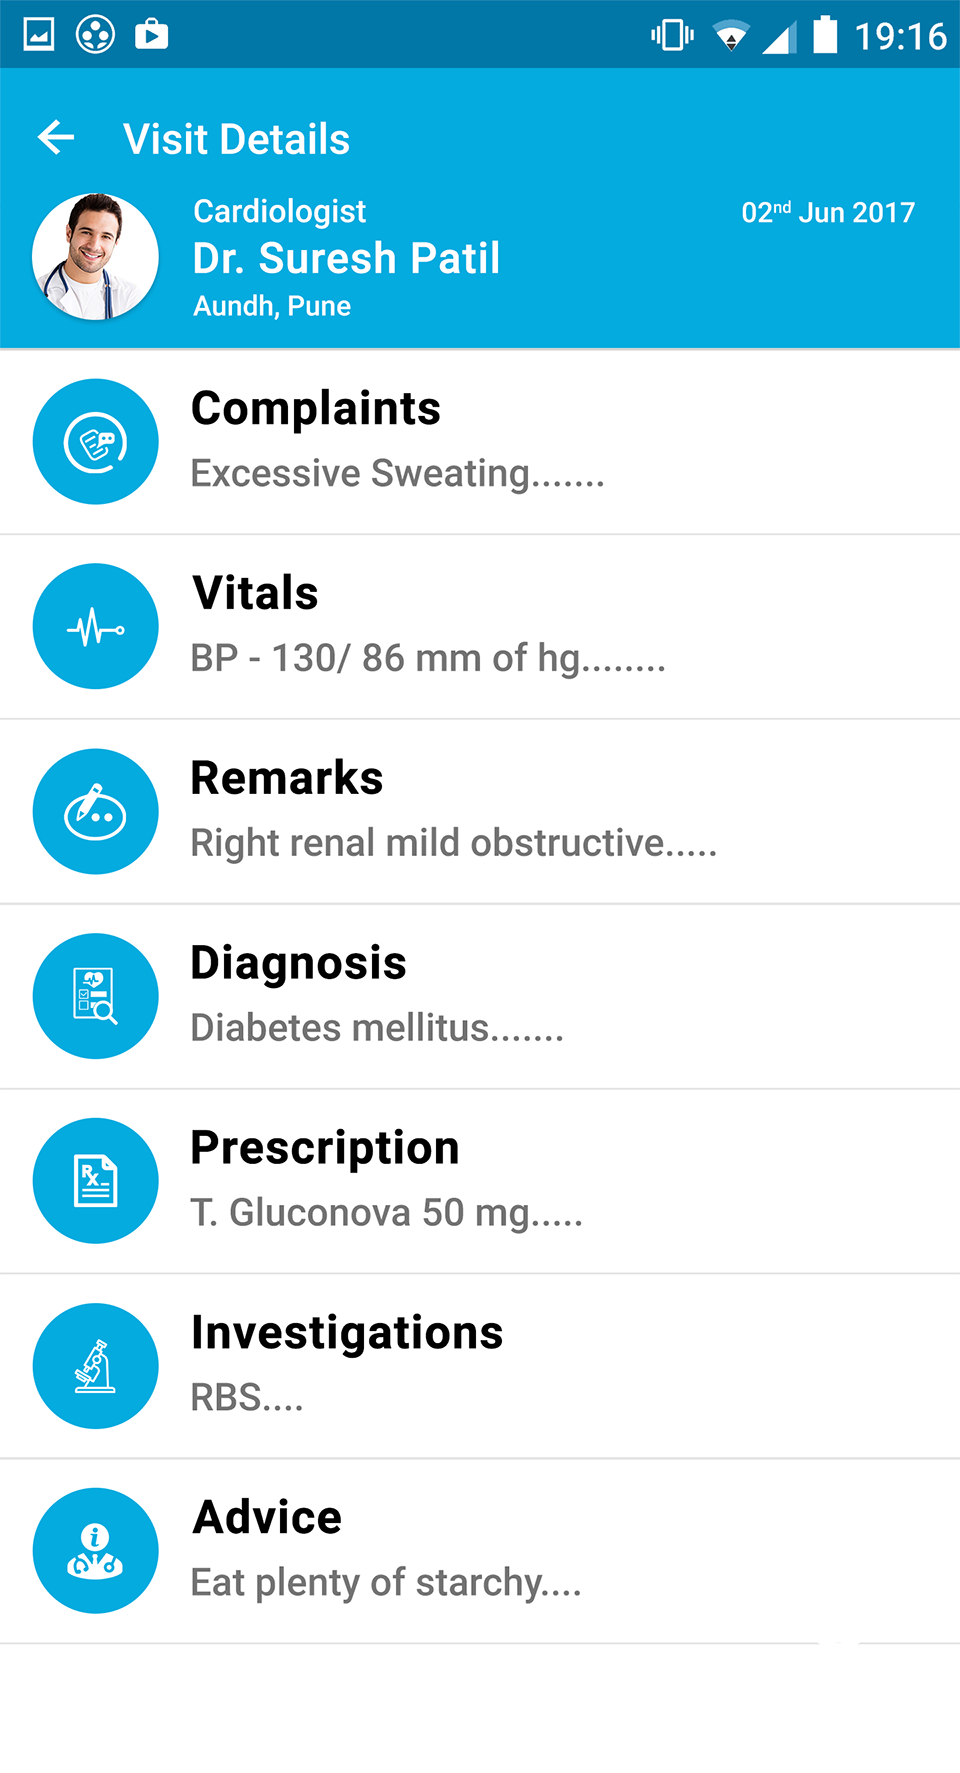 19:16
Visit Details
Cardiologist
02nd Jun 2017
Dr. Suresh Patil
Aundh, Pune
Complaints
Excessive Sweating.......
Vitals
BP - 130/ 86 mm of hg........
Remarks
Right renal mild obstructive.....
Diagnosis
Diabetes mellitus.......
Prescription
Rx
T. Gluconova 50 mg.....
Investigations
RBS....
Advice
i
Eat plenty of starchy....